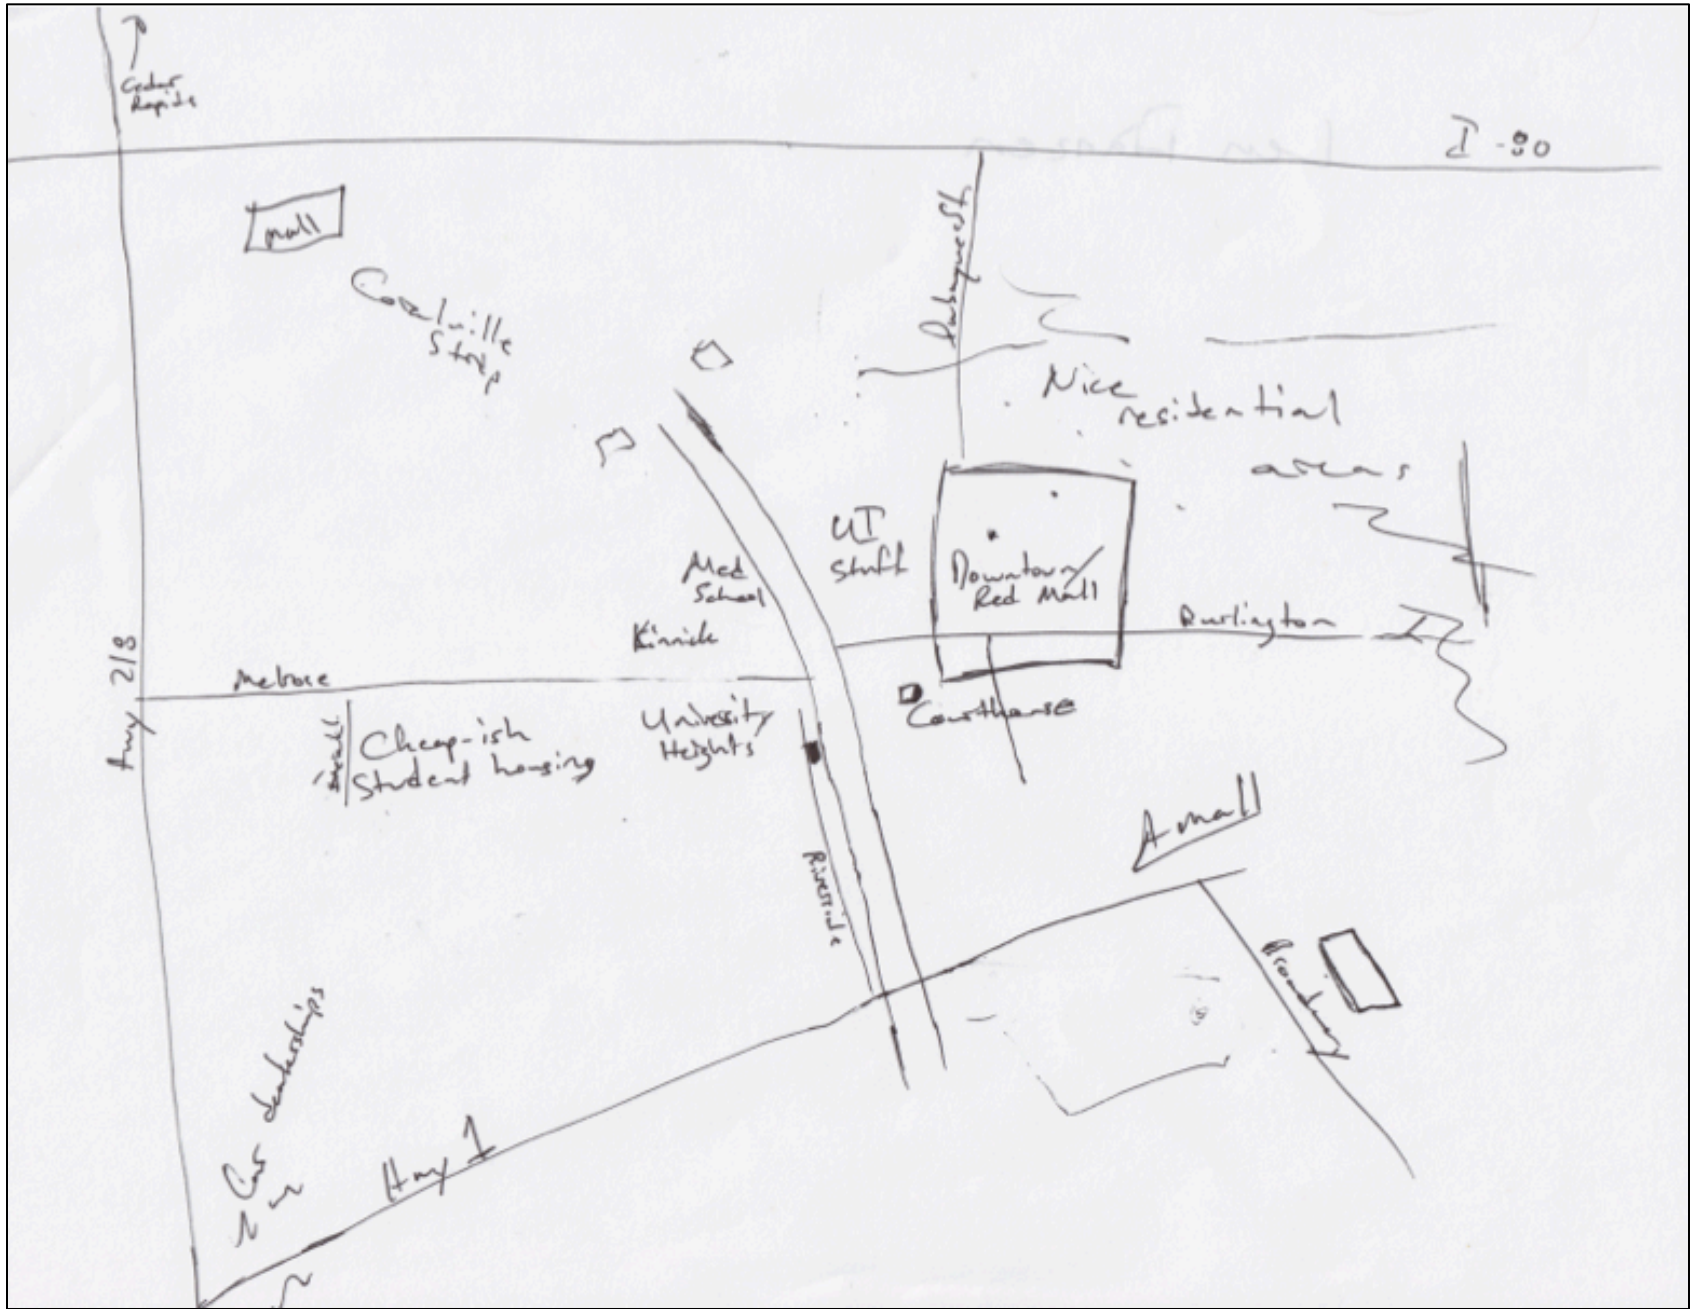 Cedar
Rapids
I-80
mall
Dubuque St.
Coralville
Strip
Nice
residential
areas
UI
Stuff
Downtown/
Ped Mall
Med
School
Kinnick
Burlington
Hwy 218
Melrose
Courthouse
University
Heights
Cheap-ish
Student housing
A mall
Riverside
Broadway
Car dealerships
Hwy 1